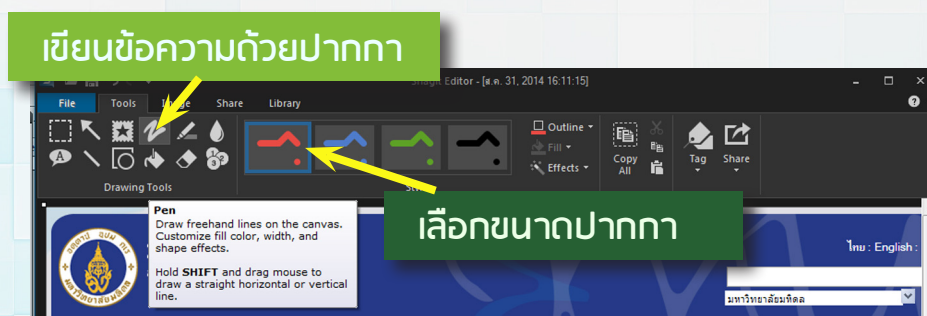 เขียนข้อความด้วยปากกา
Editor - [ส.ค. 31, 2014 16:11:15]
File Tools Image Share Library
Outline
Fill
Effects
Copy All
Tag
Share
Drawing Tools
เลือกขนาดปากกา
Pen
Draw freehand lines on the canvas.
Customize fill color, width, and
shape effects.
Hold SHIFT and drag mouse to
draw a straight horizontal or vertical
line.
ไทย : English :
มหาวิทยาลัยมหิดล